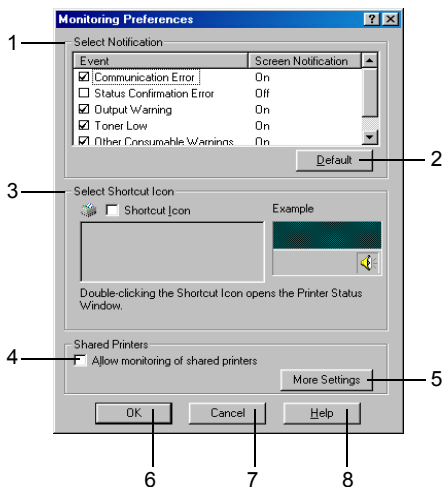 Monitoring Preferences
1
Select Notification
Event Screen Notification
Communication Error On
Status Confirmation Error Off
Output Warning On
Toner Low On
Other Consumable Warnings On
Default
2
3
Select Shortcut Icon
Shortcut Icon
Example
Double-clicking the Shortcut Icon opens the Printer Status
Window.
Shared Printers
4
Allow monitoring of shared printers
More Settings
5
OK Cancel Help
6 7 8